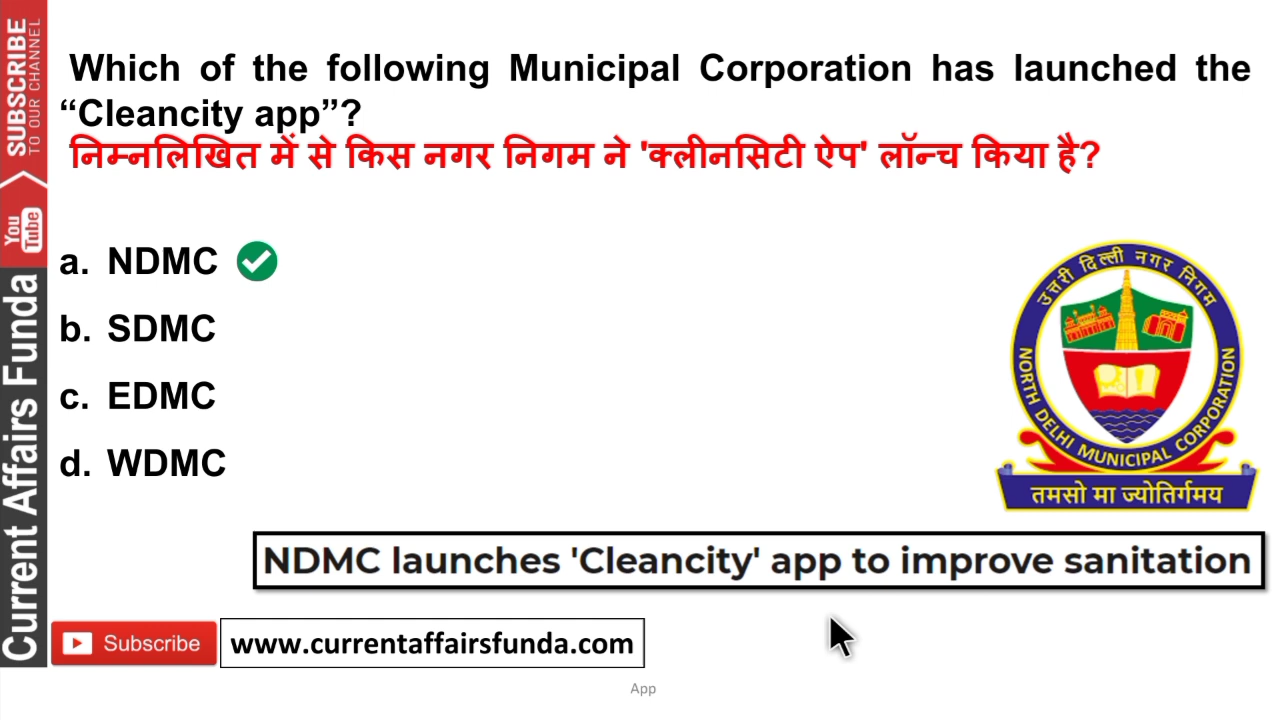 Which of the following Municipal Corporation has launched the
“Cleancity app”?
निम्नलिखित में से किस नगर निगम ने 'क्लीनसिटी ऐप' लॉन्च किया है?
a. NDMC
b. SDMC
c. EDMC
d. WDMC
उत्तरी दिल्ली नगर निगम
NORTH DELHI MUNICIPAL CORPORATION
तमसो मा ज्योतिर्गमय
NDMC launches 'Cleancity' app to improve sanitation
Subscribe
www.currentaffairsfunda.com
App
SUBSCRIBE
TO OUR CHANNEL
You
Tube
Current Affairs Funda